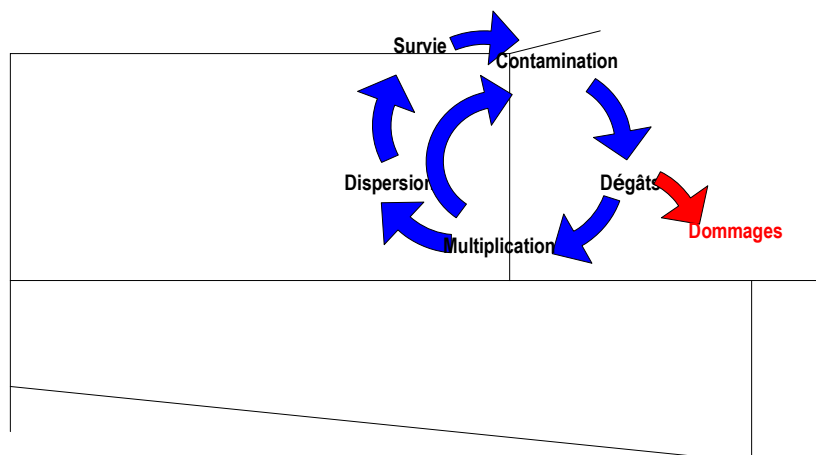 Survie
Contamination
Dispersion
Dégâts
Dommages
Multiplication